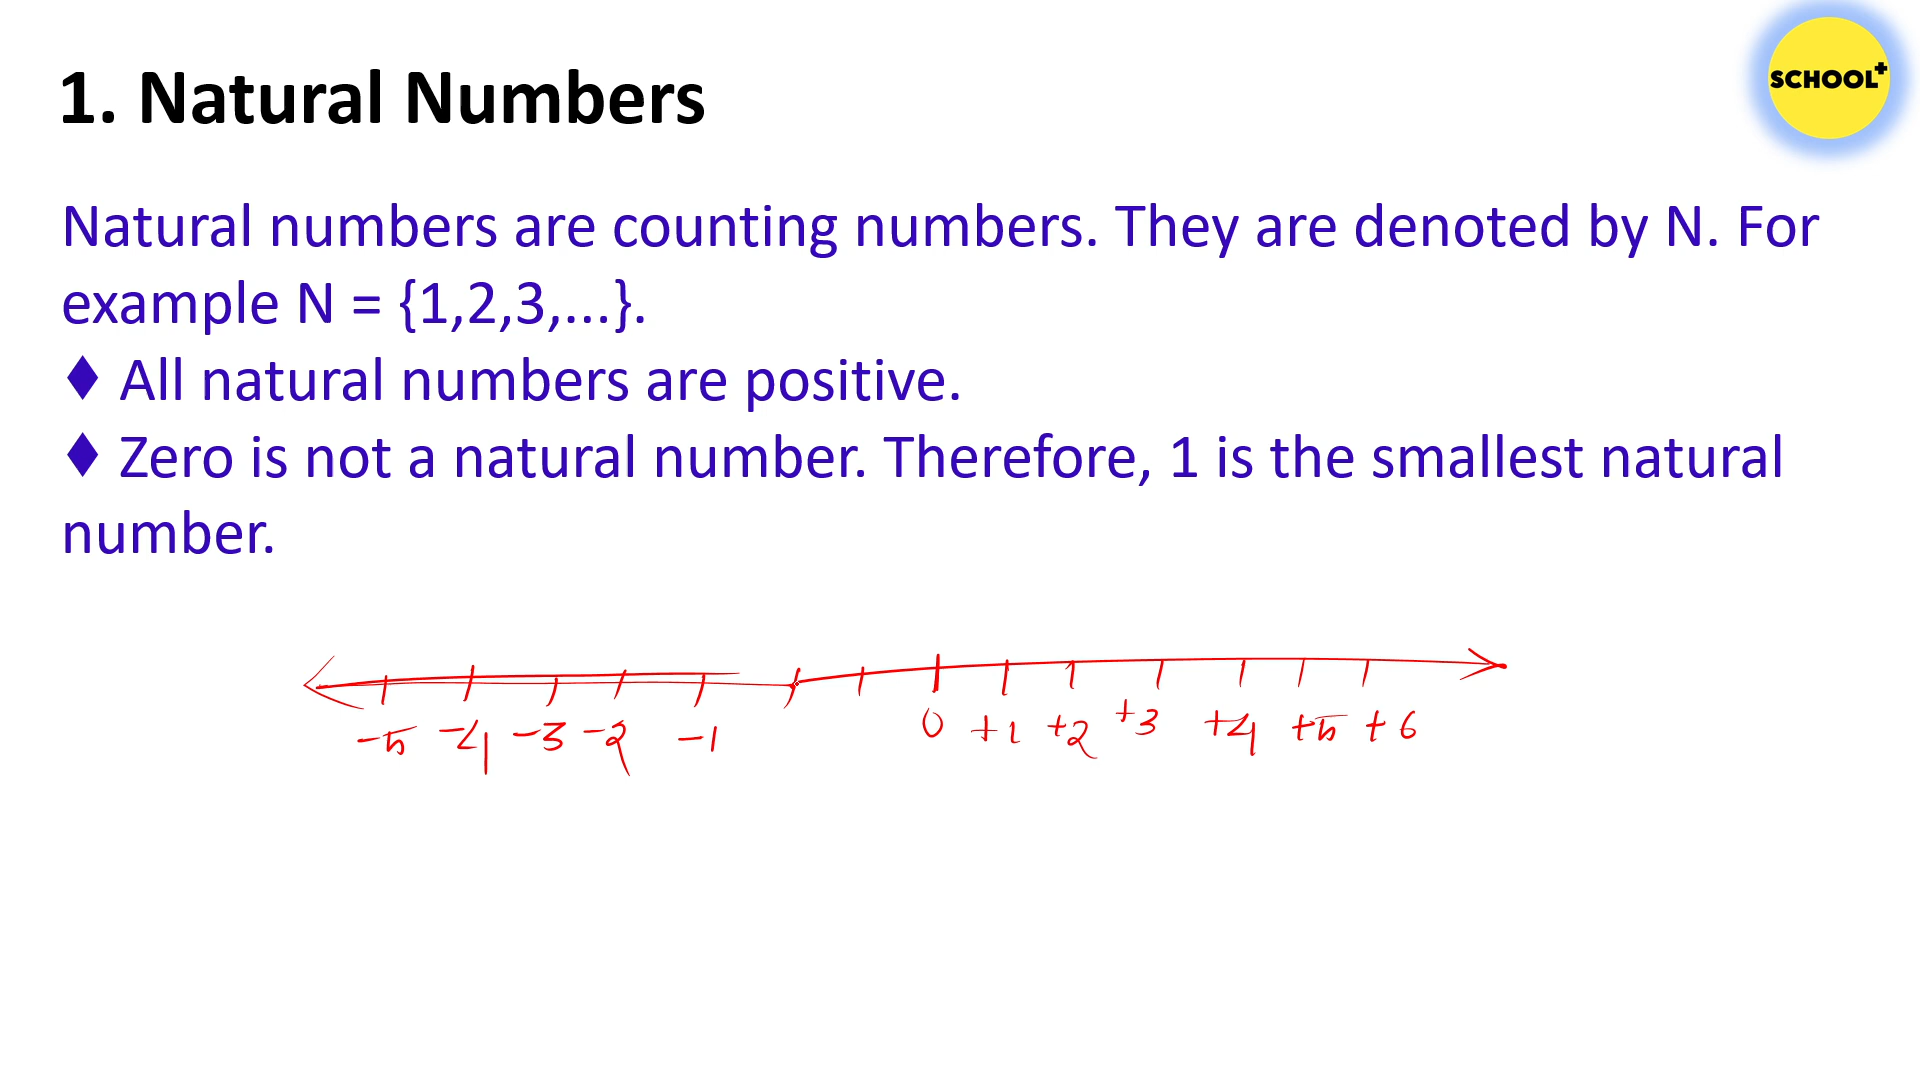 SCHOOL+
1. Natural Numbers
Natural numbers are counting numbers. They are denoted by N. For
example N = {1,2,3,...}.
♦ All natural numbers are positive.
♦ Zero is not a natural number. Therefore, 1 is the smallest natural
number.
-5 -4 -3 -2 -1 0 +1 +2 +3 +4 +5 +6